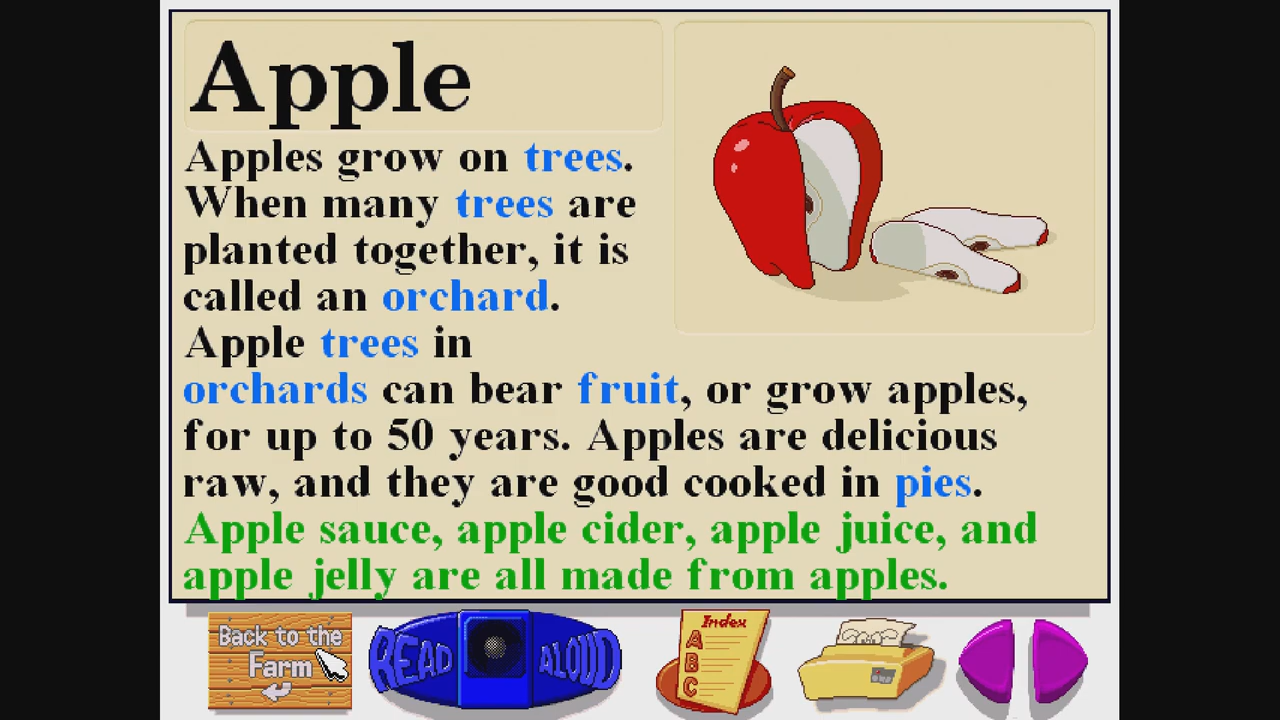 Apple
Apples grow on trees.
When many trees are
planted together, it is
called an orchard.
Apple trees in
orchards can bear fruit, or grow apples,
for up to 50 years. Apples are delicious
raw, and they are good cooked in pies.
Apple sauce, apple cider, apple juice, and
apple jelly are all made from apples.
Back to the
Farm
READ ALOUD
Index
A
B
C